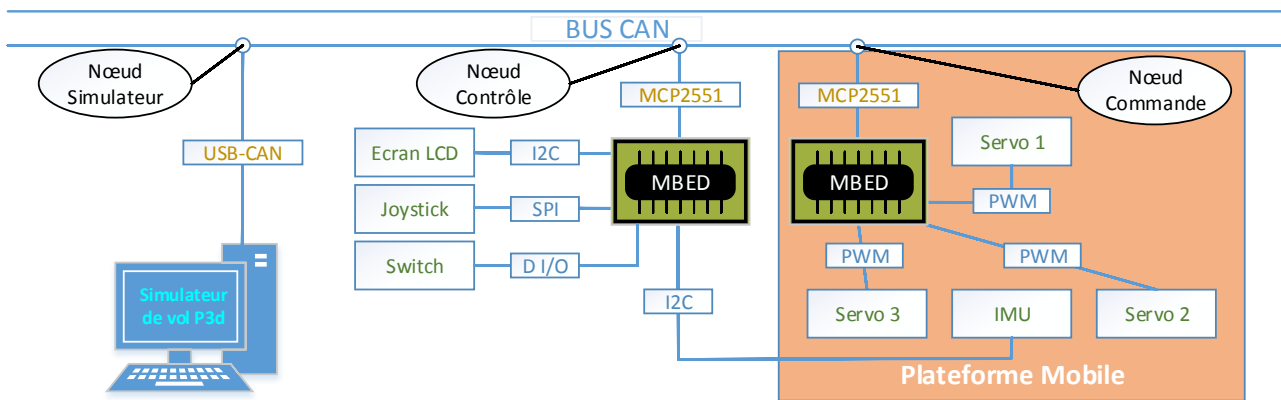 BUS CAN
Nœud
Simulateur
Nœud
Contrôle
Nœud
Commande
MCP2551
MCP2551
USB-CAN
Ecran LCD
I2C
MBED
MBED
Servo 1
Joystick
SPI
PWM
Switch
D I/O
PWM
PWM
I2C
Simulateur
de vol P3d
Servo 3
IMU
Servo 2
Plateforme Mobile